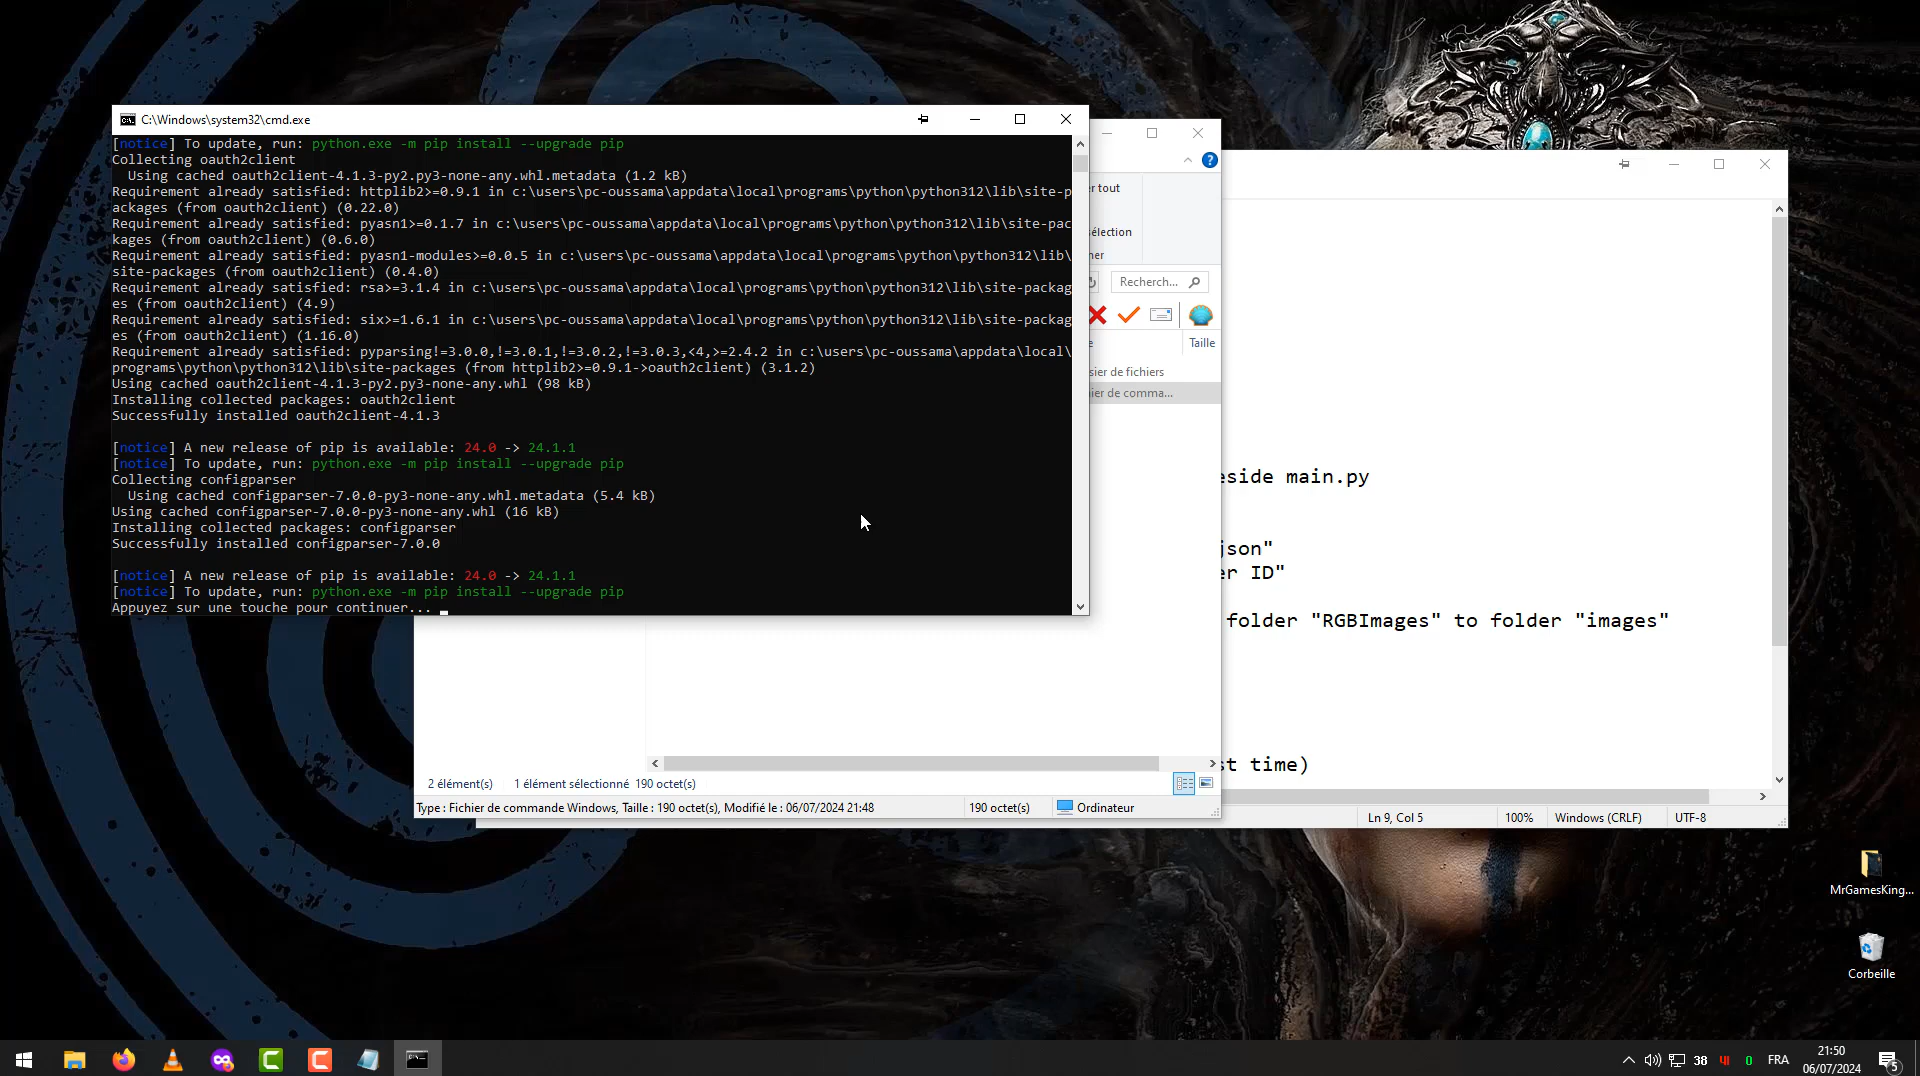 C:\Windows\system32\cmd.exe
[notice] To update, run: python.exe -m pip install --upgrade pip
Collecting oauth2client
  Using cached oauth2client-4.1.3-py2.py3-none-any.whl.metadata (1.2 kB)
Requirement already satisfied: httplib2>=0.9.1 in c:\users\pc-oussama\appdata\local\programs\python\python312\lib\site-p
ackages (from oauth2client) (0.22.0)
Requirement already satisfied: pyasn1>=0.1.7 in c:\users\pc-oussama\appdata\local\programs\python\python312\lib\site-pac
kages (from oauth2client) (0.6.0)
Requirement already satisfied: pyasn1-modules>=0.0.5 in c:\users\pc-oussama\appdata\local\programs\python\python312\lib\
site-packages (from oauth2client) (0.4.0)
Requirement already satisfied: rsa>=3.1.4 in c:\users\pc-oussama\appdata\local\programs\python\python312\lib\site-packag
es (from oauth2client) (4.9)
Requirement already satisfied: six>=1.6.1 in c:\users\pc-oussama\appdata\local\programs\python\python312\lib\site-packag
es (from oauth2client) (1.16.0)
Requirement already satisfied: pyparsing!=3.0.0,!=3.0.1,!=3.0.2,!=3.0.3,<4,>=2.4.2 in c:\users\pc-oussama\appdata\local\
programs\python\python312\lib\site-packages (from httplib2>=0.9.1->oauth2client) (3.1.2)
Using cached oauth2client-4.1.3-py2.py3-none-any.whl (98 kB)
Installing collected packages: oauth2client
Successfully installed oauth2client-4.1.3
[notice] A new release of pip is available: 24.0 -> 24.1.1
[notice] To update, run: python.exe -m pip install --upgrade pip
Collecting configparser
  Using cached configparser-7.0.0-py3-none-any.whl.metadata (5.4 kB)
Using cached configparser-7.0.0-py3-none-any.whl (16 kB)
Installing collected packages: configparser
Successfully installed configparser-7.0.0
[notice] A new release of pip is available: 24.0 -> 24.1.1
[notice] To update, run: python.exe -m pip install --upgrade pip
Appuyez sur une touche pour continuer...
r tout
élection
ner
Recherch...
Taille
sier de fichiers
hier de comma...
2 élément(s) 1 élément sélectionné 190 octet(s)
Type : Fichier de commande Windows, Taille : 190 octet(s), Modifié le : 06/07/2024 21:48 190 octet(s) Ordinateur
eside main.py
json"
er ID"
folder "RGBImages" to folder "images"
st time)
Ln 9, Col 5 100% Windows (CRLF) UTF-8
MrGamesKing...
Corbeille
38 0 FRA
21:50
06/07/2024
5